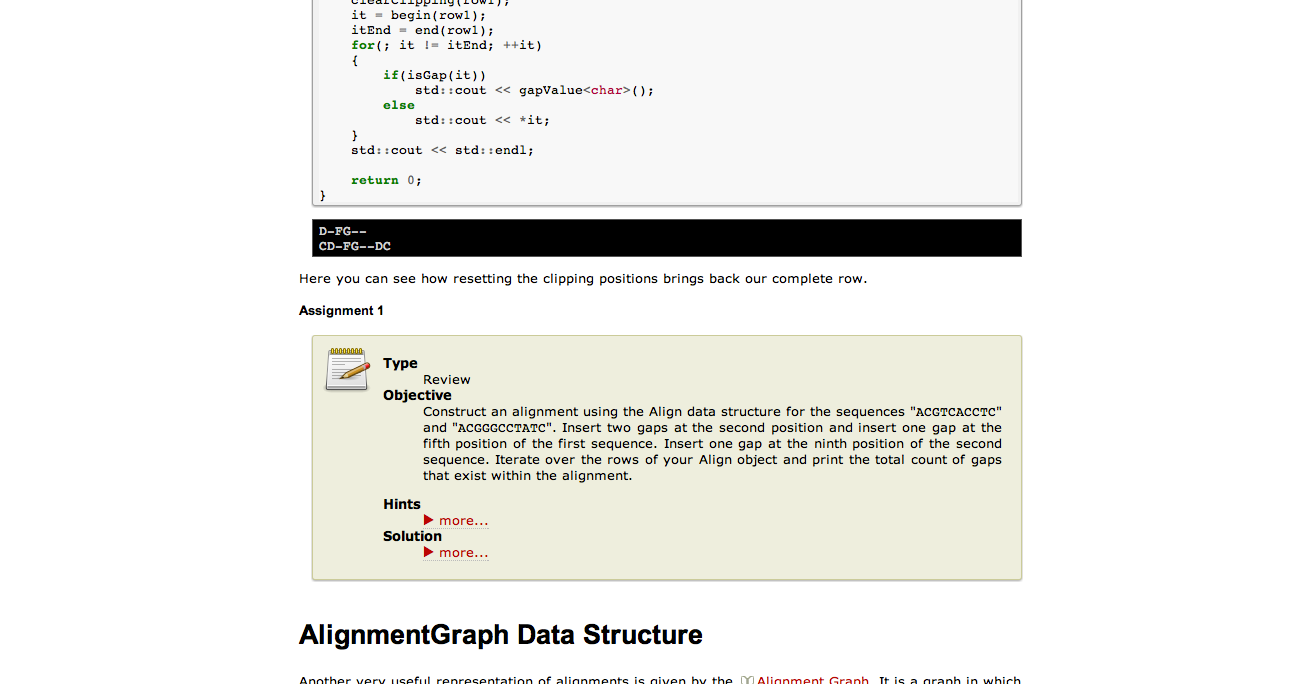 clearClipping(row1);
it = begin(row1);
itEnd = end(row1);
for(; it != itEnd; ++it)
{
if(isGap(it))
std::cout << gapValue<char>();
else
std::cout << *it;
}
std::cout << std::endl;
return 0;
}
D-FG--
CD-FG--DC
Here you can see how resetting the clipping positions brings back our complete row.
Assignment 1
Type
Review
Objective
Construct an alignment using the Align data structure for the sequences "ACGTCACCTC"
and "ACGGGCCTATC". Insert two gaps at the second position and insert one gap at the
fifth position of the first sequence. Insert one gap at the ninth position of the second
sequence. Iterate over the rows of your Align object and print the total count of gaps
that exist within the alignment.
Hints
▶ more...
Solution
▶ more...
AlignmentGraph Data Structure
Another very useful representation of alignments is given by the Alignment Graph. It is a graph in which